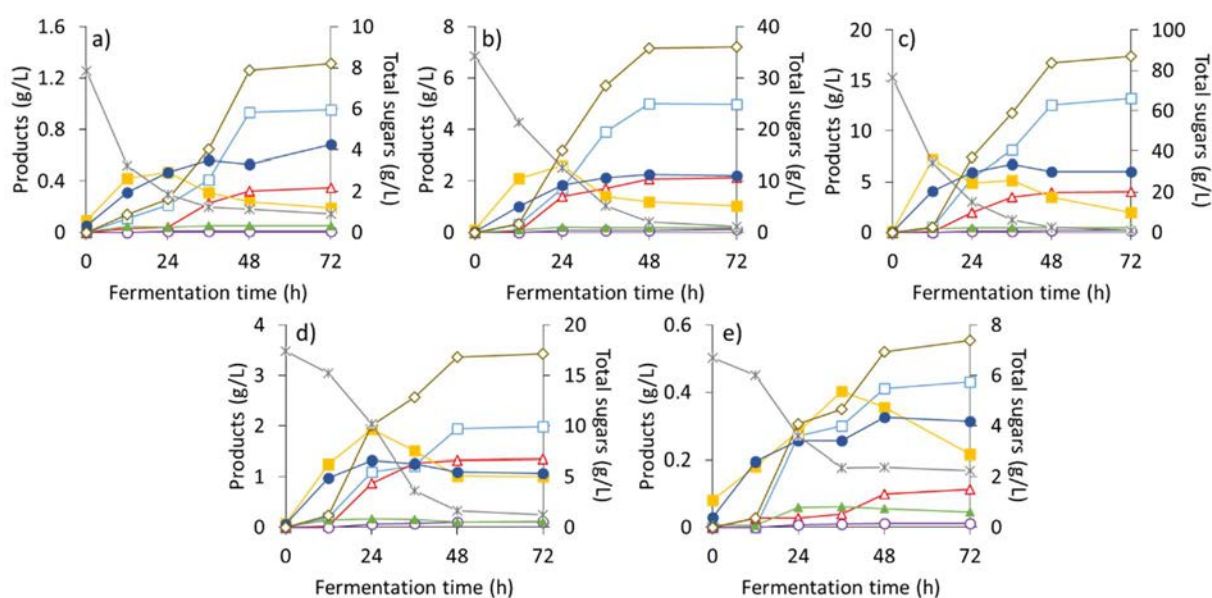 a)
1.6
1.2
0.8
0.4
0
10
8
6
4
2
0
0 24 48 72
Products (g/L)
Total sugars (g/L)
Fermentation time (h)
b)
8
6
4
2
0
40
30
20
10
0
0 24 48 72
Products (g/L)
Total sugars (g/L)
Fermentation time (h)
c)
20
15
10
5
0
100
80
60
40
20
0
0 24 48 72
Products (g/L)
Total sugars (g/L)
Fermentation time (h)
d)
4
3
2
1
0
20
15
10
5
0
0 24 48 72
Products (g/L)
Total sugars (g/L)
Fermentation time (h)
e)
0.6
0.4
0.2
0
8
6
4
2
0
0 24 48 72
Products (g/L)
Total sugars (g/L)
Fermentation time (h)